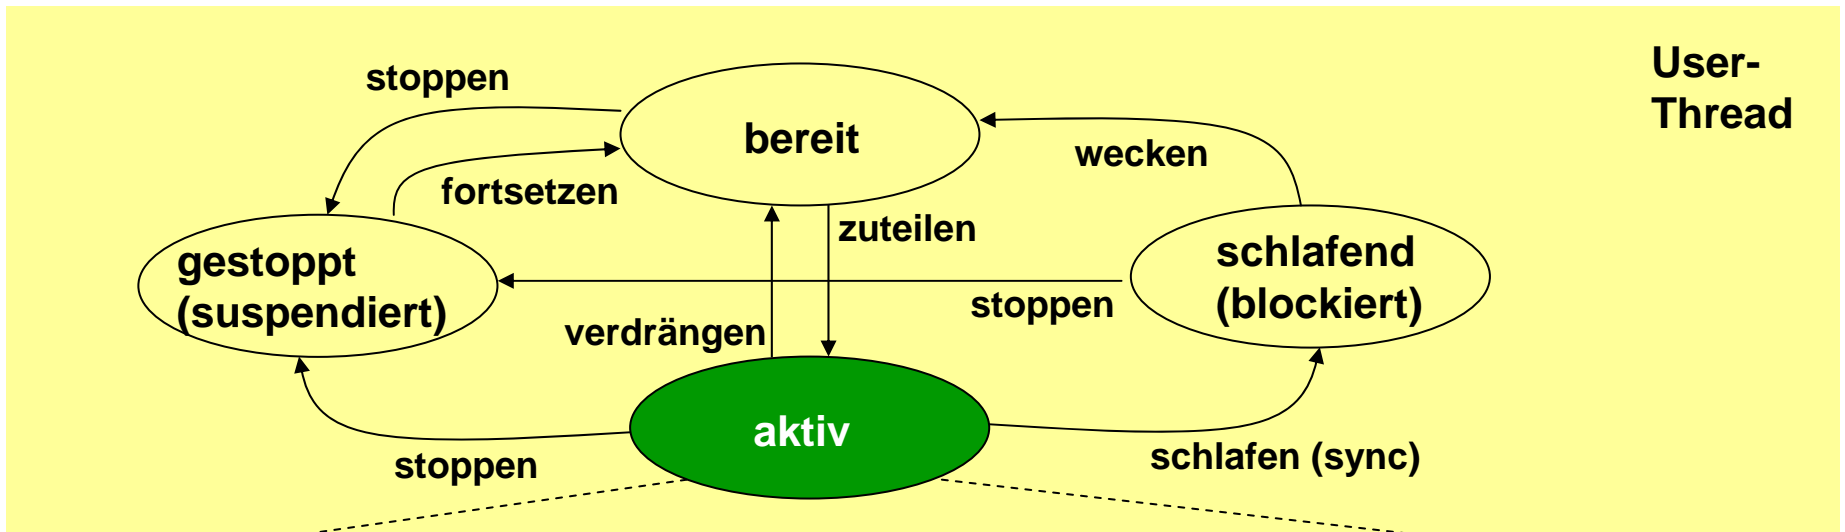 User-
Thread
stoppen
bereit
wecken
fortsetzen
zuteilen
gestoppt
(suspendiert)
schlafend
(blockiert)
stoppen
verdrängen
aktiv
stoppen
schlafen (sync)